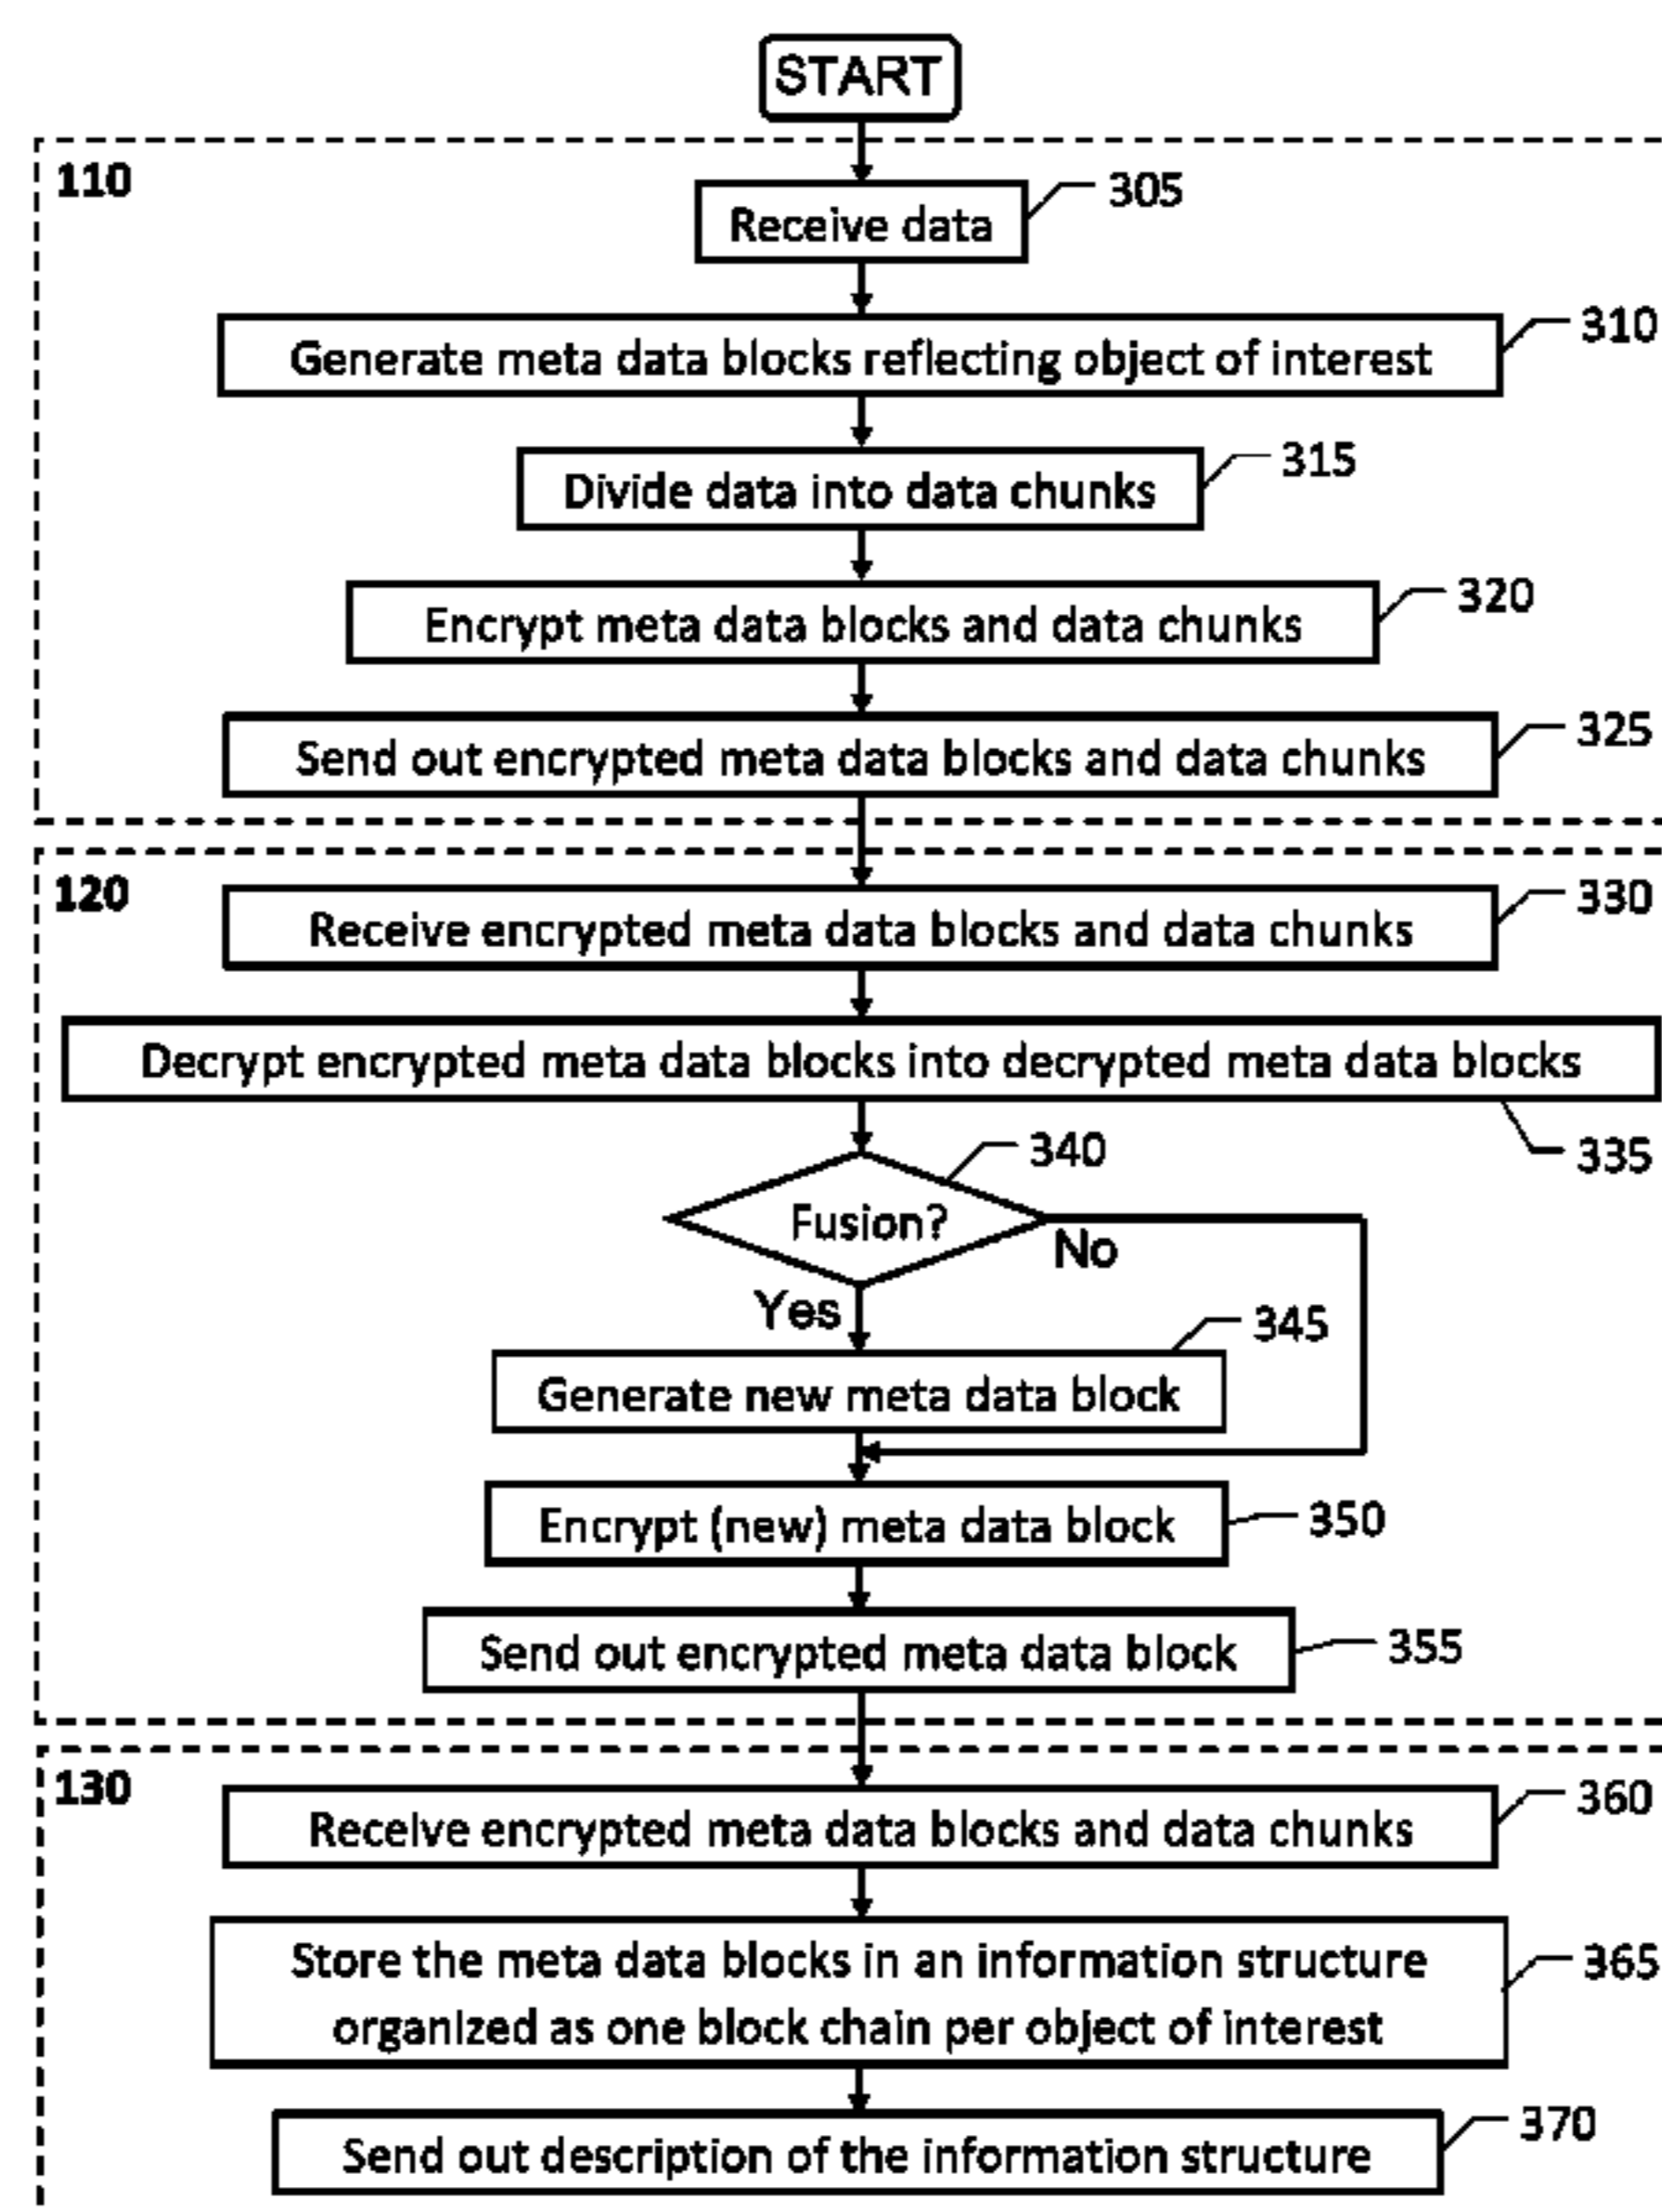 START
110
305
Receive data
310
Generate meta data blocks reflecting object of interest
315
Divide data into data chunks
320
Encrypt meta data blocks and data chunks
325
Send out encrypted meta data blocks and data chunks
120
330
Receive encrypted meta data blocks and data chunks
Decrypt encrypted meta data blocks into decrypted meta data blocks
335
340
Fusion?
No
Yes
345
Generate new meta data block
Encrypt (new) meta data block
350
Send out encrypted meta data block
355
130
360
Receive encrypted meta data blocks and data chunks
Store the meta data blocks in an information structure
365
organized as one block chain per object of interest
370
Send out description of the information structure